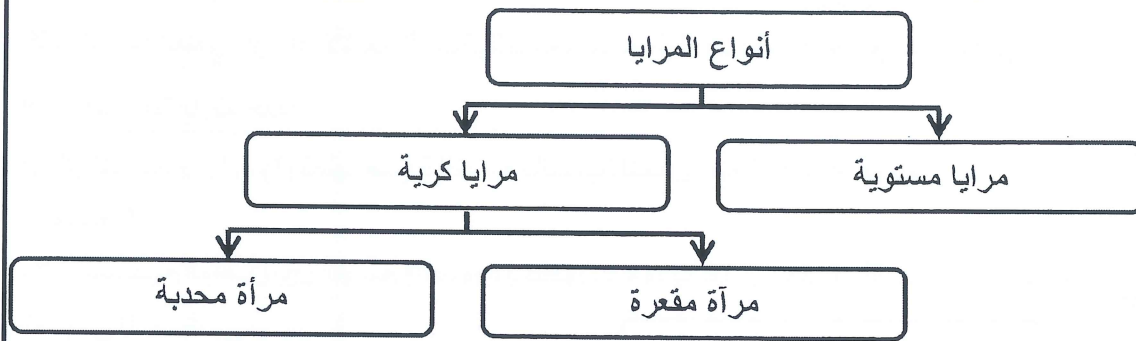 أنواع المرايا
مرايا مستوية
مرايا كرية
مرآة مقعرة
مرأة محدبة